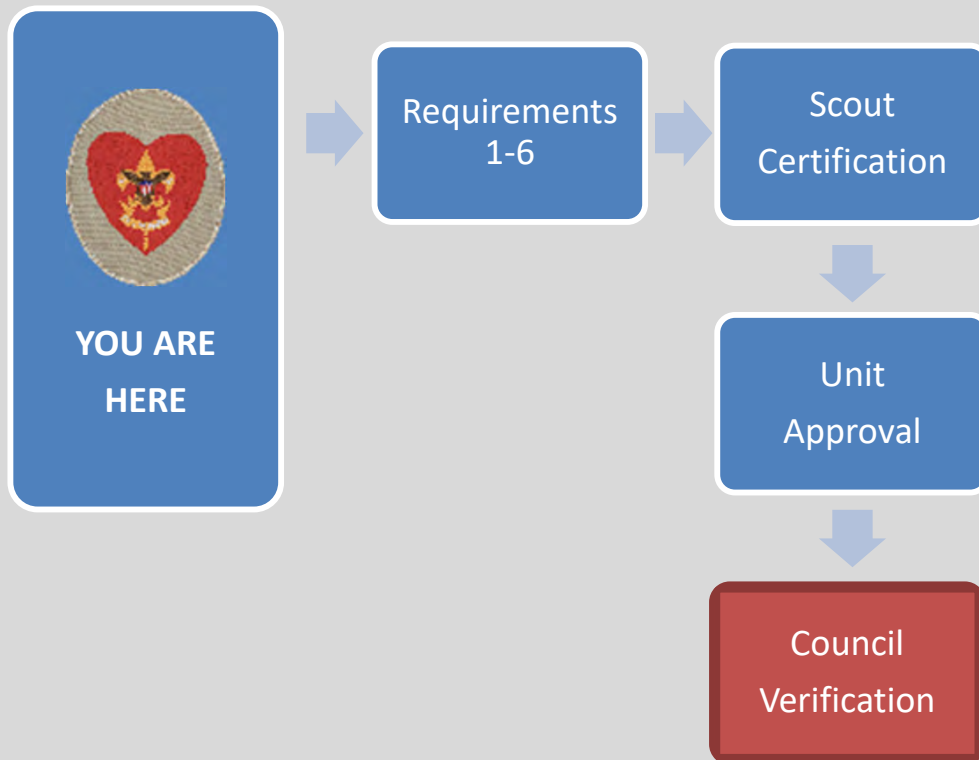 YOU ARE
HERE
Requirements
1-6
Scout
Certification
Unit
Approval
Council
Verification